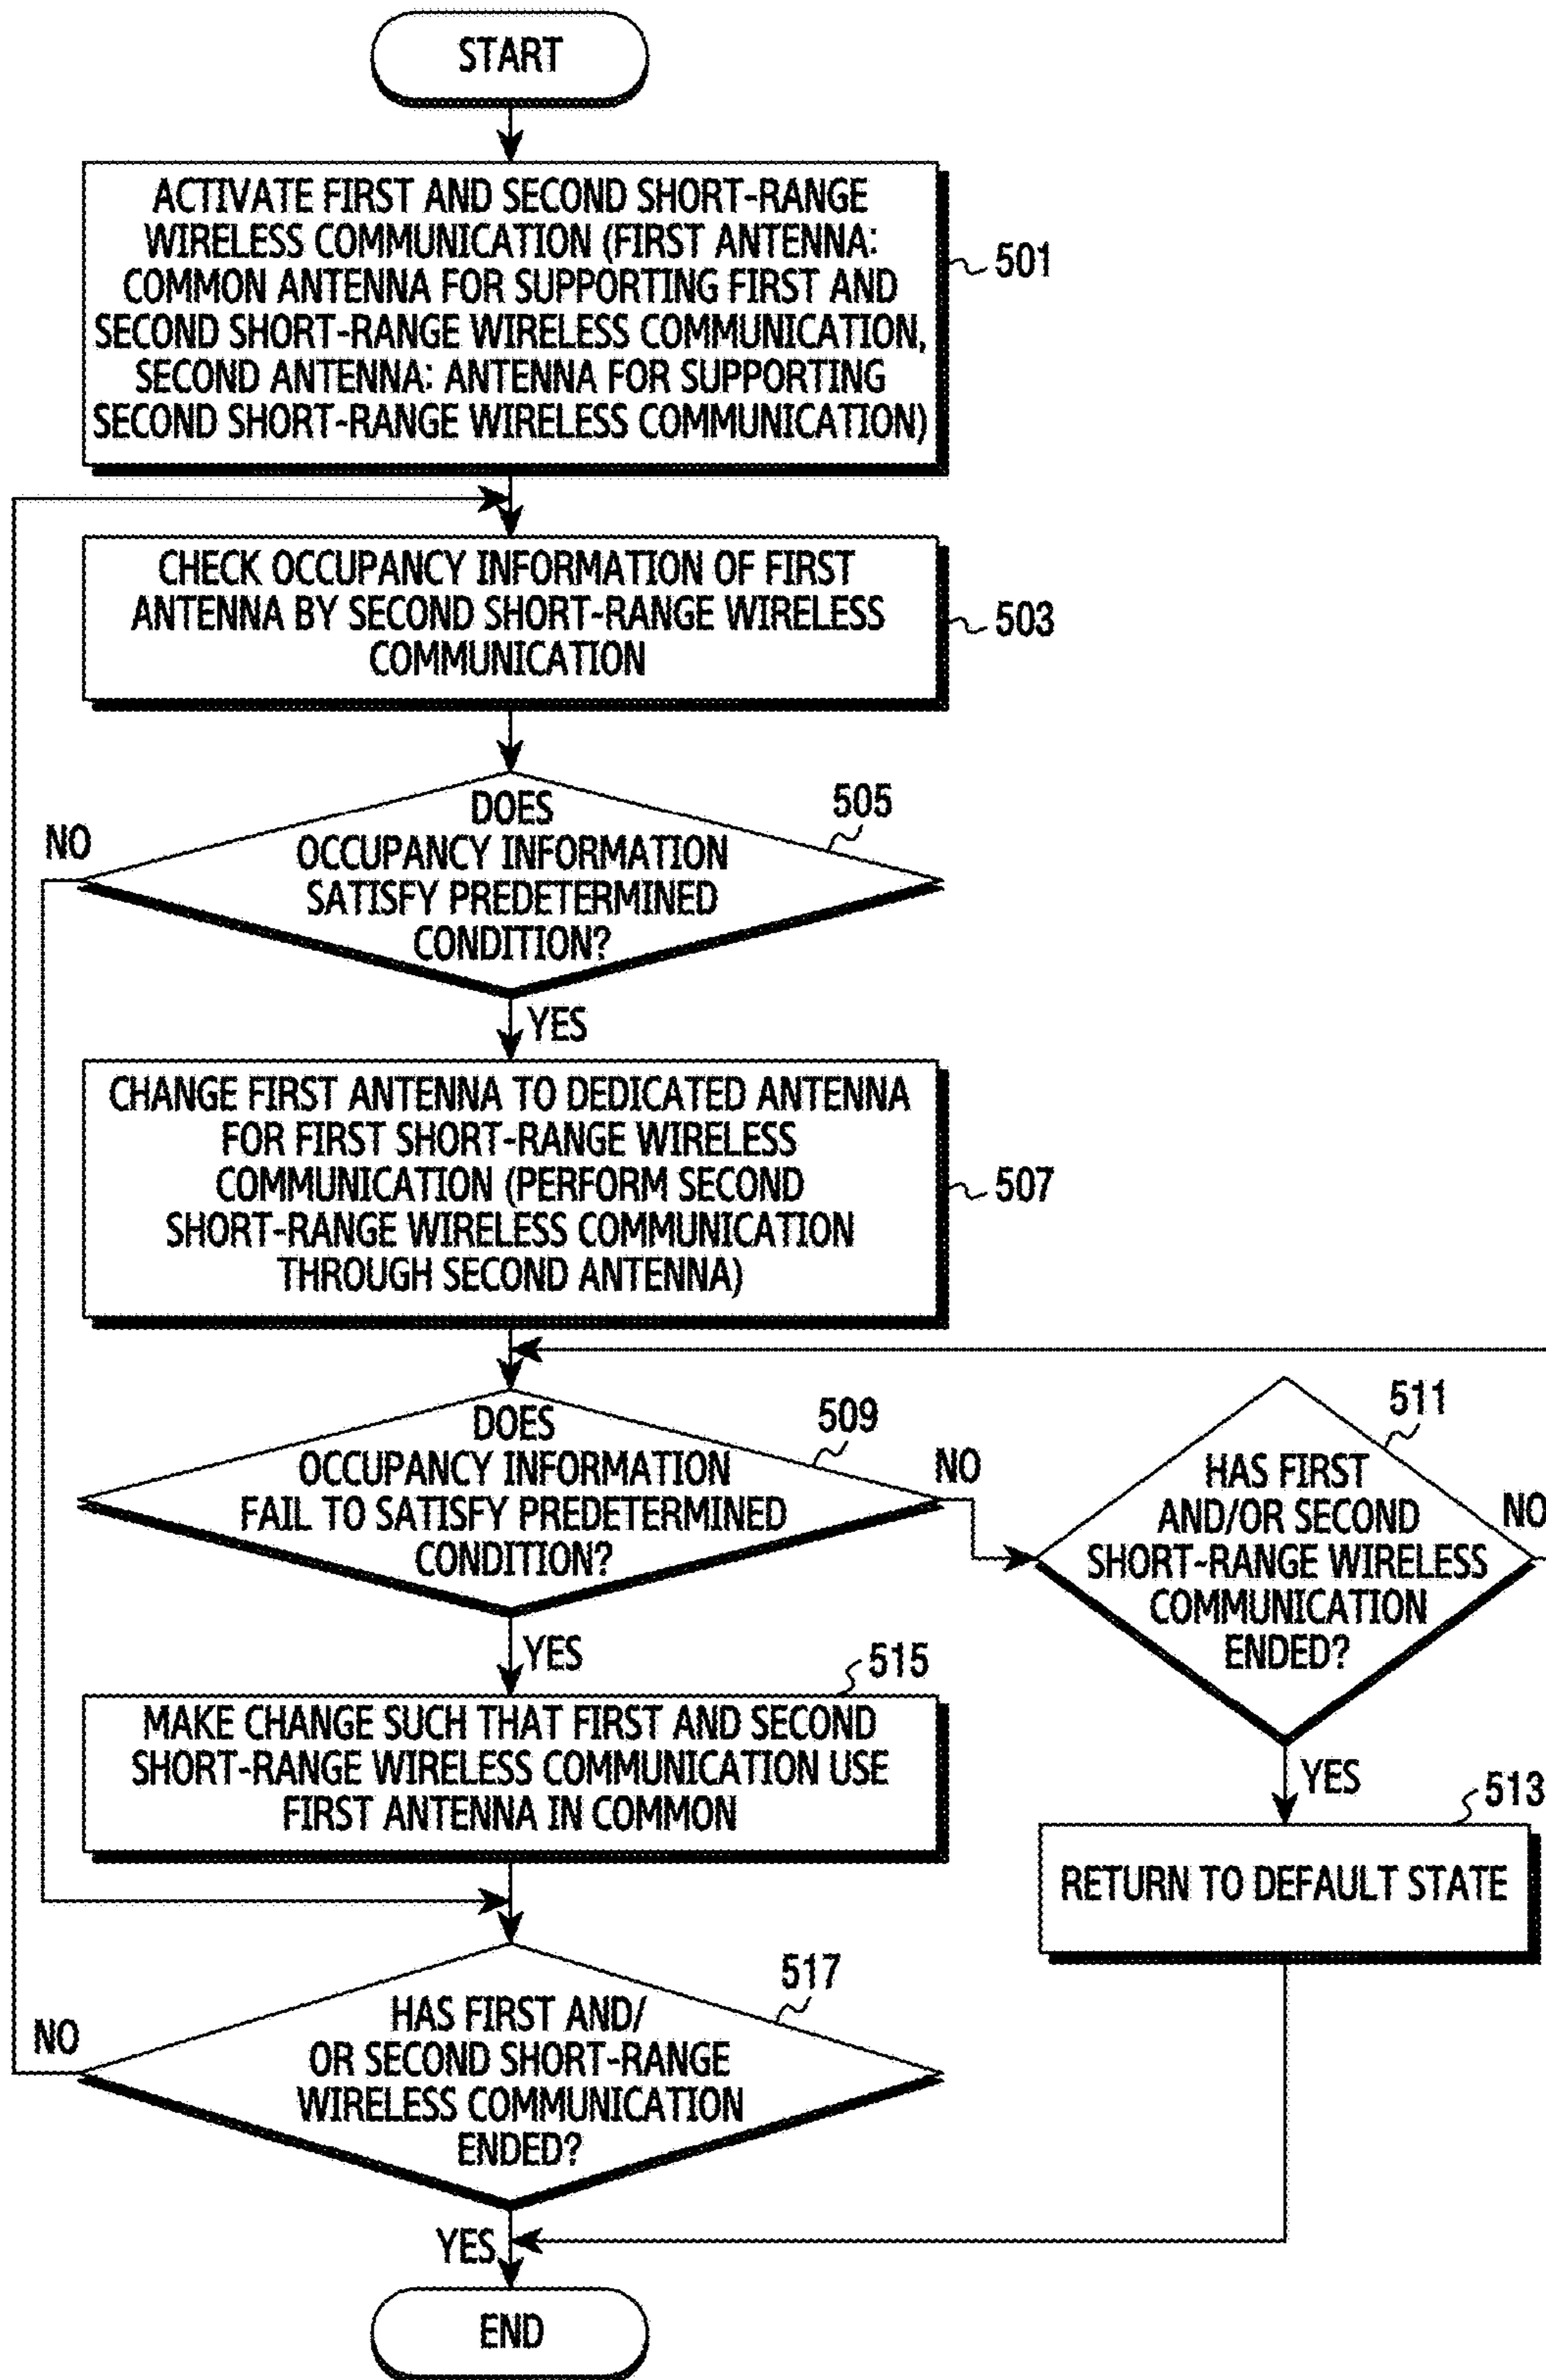 START
ACTIVATE FIRST AND SECOND SHORT-RANGE
WIRELESS COMMUNICATION (FIRST ANTENNA:
COMMON ANTENNA FOR SUPPORTING FIRST AND
SECOND SHORT-RANGE WIRELESS COMMUNICATION,
SECOND ANTENNA: ANTENNA FOR SUPPORTING
SECOND SHORT-RANGE WIRELESS COMMUNICATION)
501
CHECK OCCUPANCY INFORMATION OF FIRST
ANTENNA BY SECOND SHORT-RANGE WIRELESS
COMMUNICATION
503
DOES
OCCUPANCY INFORMATION
SATISFY PREDETERMINED
CONDITION?
505
NO
YES
CHANGE FIRST ANTENNA TO DEDICATED ANTENNA
FOR FIRST SHORT-RANGE WIRELESS
COMMUNICATION (PERFORM SECOND
SHORT-RANGE WIRELESS COMMUNICATION
THROUGH SECOND ANTENNA)
507
DOES
OCCUPANCY INFORMATION
FAIL TO SATISFY PREDETERMINED
CONDITION?
509
NO
YES
HAS FIRST
AND/OR SECOND
SHORT-RANGE WIRELESS
COMMUNICATION
ENDED?
511
NO
YES
513
RETURN TO DEFAULT STATE
515
MAKE CHANGE SUCH THAT FIRST AND SECOND
SHORT-RANGE WIRELESS COMMUNICATION USE
FIRST ANTENNA IN COMMON
517
HAS FIRST AND/
OR SECOND SHORT-RANGE
WIRELESS COMMUNICATION
ENDED?
NO
YES
END